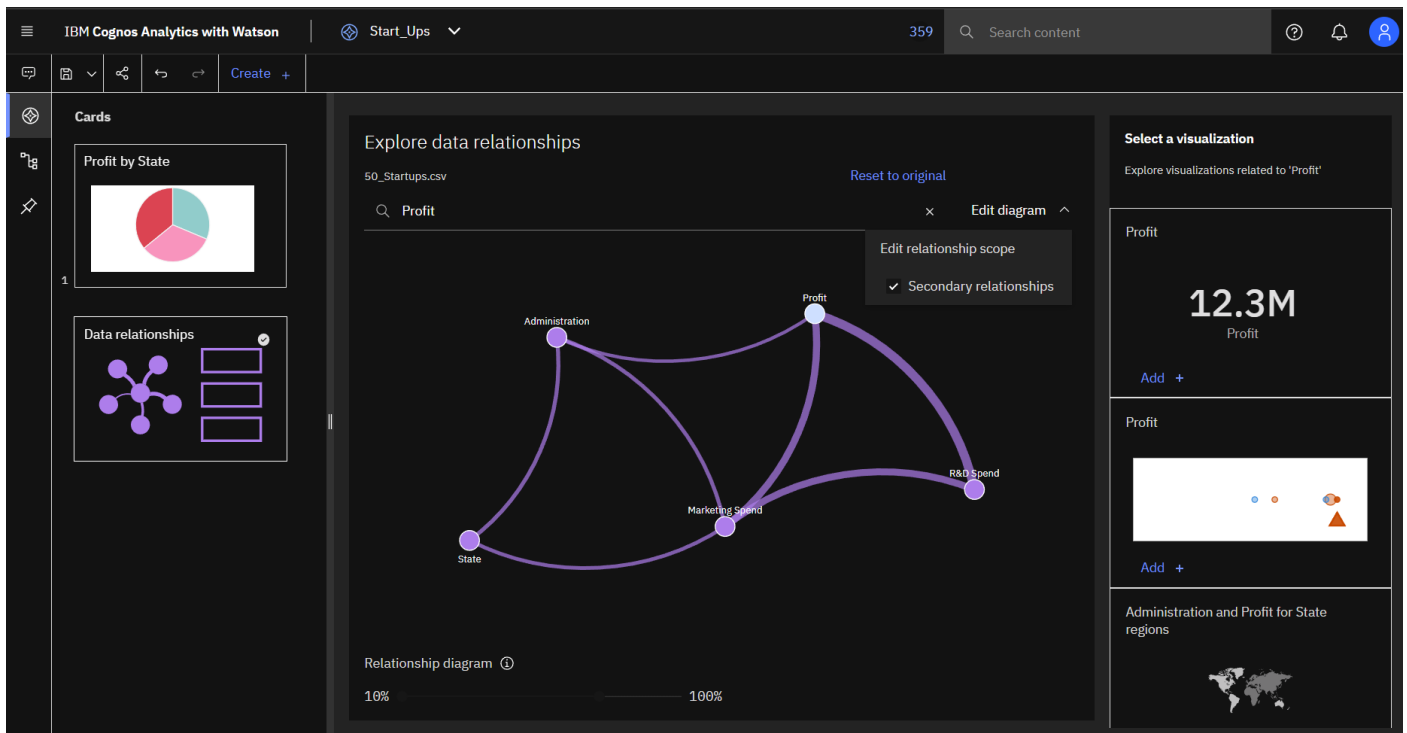 IBM Cognos Analytics with Watson
Start_Ups
359
Search content
Create +
Cards
Profit by State
1
Data relationships
Explore data relationships
50_Startups.csv
Reset to original
Profit
Edit diagram
Edit relationship scope
Secondary relationships
Profit
Administration
R&D Spend
Marketing Spend
State
Relationship diagram
10%
100%
Select a visualization
Explore visualizations related to 'Profit'
Profit
12.3M
Profit
Add +
Profit
Add +
Administration and Profit for State
regions